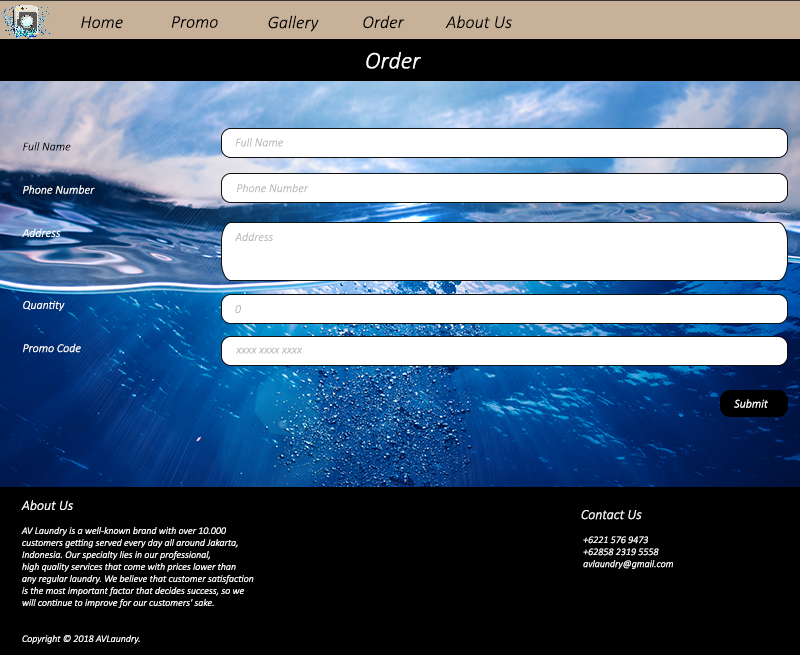 Home Promo Gallery Order About Us
Order
Full Name Full Name
Phone Number Phone Number
Address Address
Quantity 0
Promo Code xxxx xxxx xxxx
Submit
About Us
AV Laundry is a well-known brand with over 10.000
customers getting served every day all around Jakarta,
Indonesia. Our specialty lies in our professional,
high quality services that come with prices lower than
any regular laundry. We believe that customer satisfaction
is the most important factor that decides success, so we
will continue to improve for our customers' sake.
Copyright © 2018 AVLaundry.
Contact Us
+6221 576 9473
+62858 2319 5558
avlaundry@gmail.com